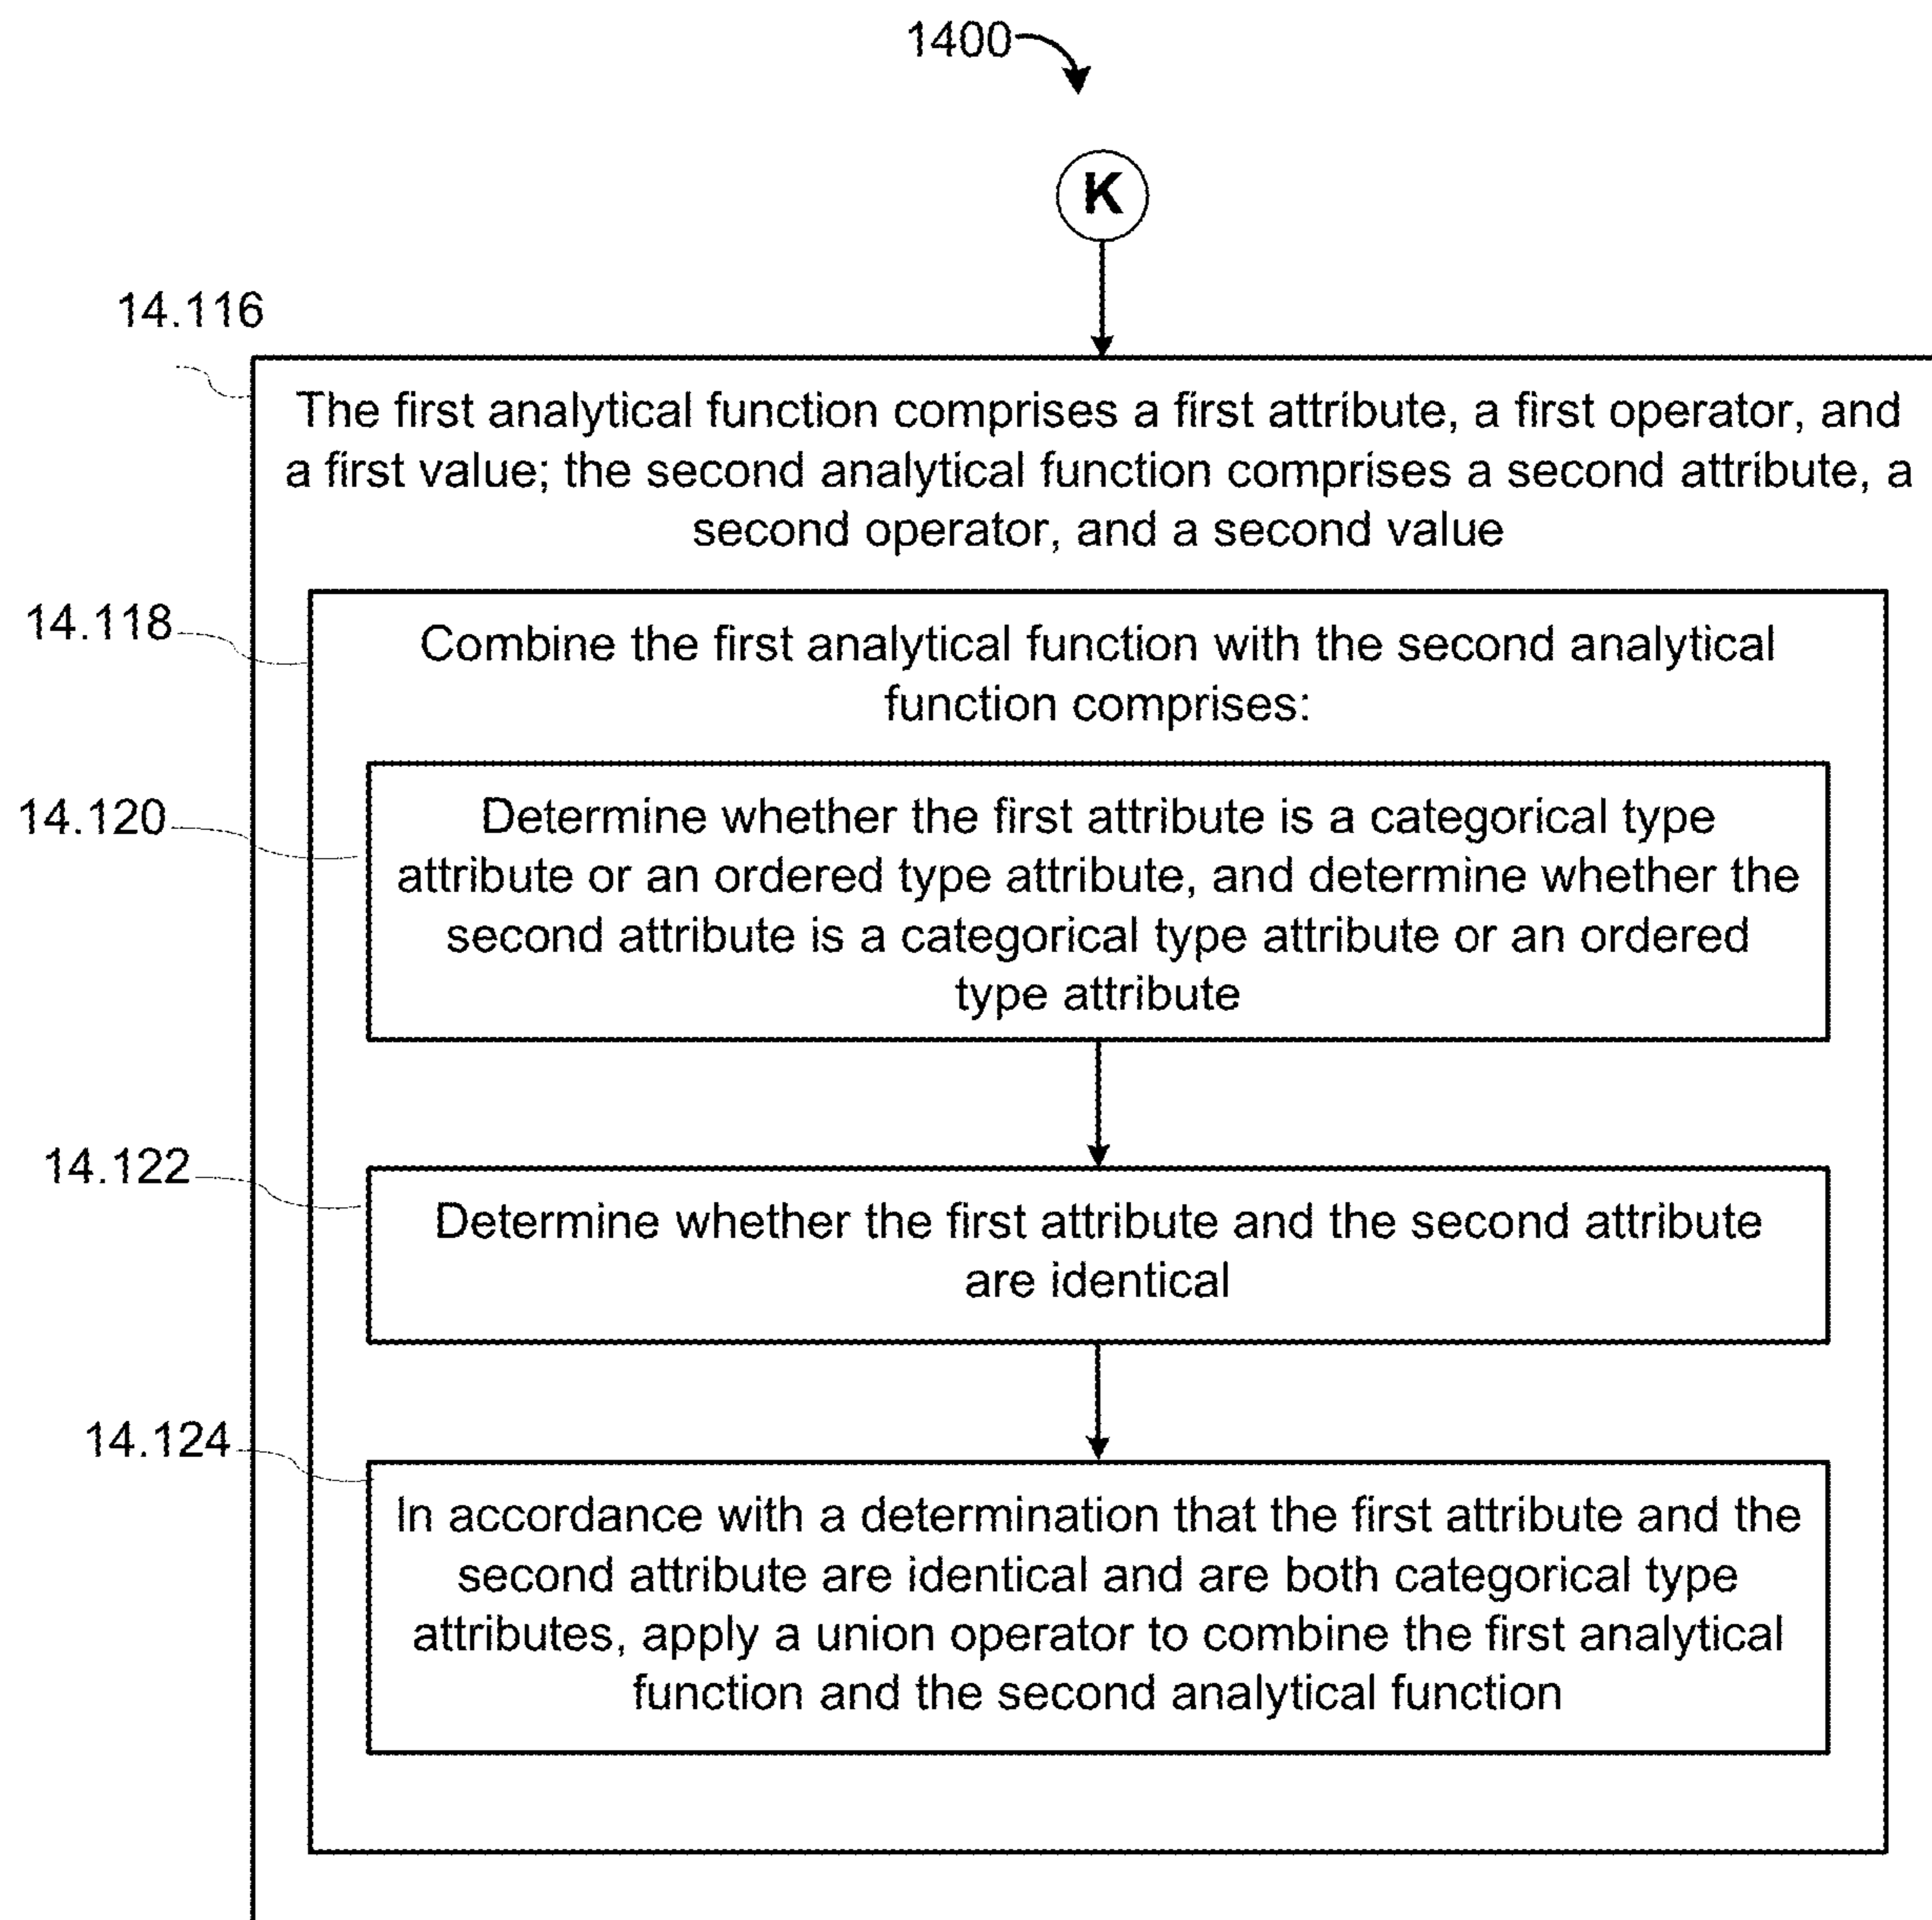 1400
K
14.116
The first analytical function comprises a first attribute, a first operator, and
a first value; the second analytical function comprises a second attribute, a
second operator, and a second value
14.118
Combine the first analytical function with the second analytical
function comprises:
14.120
Determine whether the first attribute is a categorical type
attribute or an ordered type attribute, and determine whether the
second attribute is a categorical type attribute or an ordered
type attribute
14.122
Determine whether the first attribute and the second attribute
are identical
14.124
In accordance with a determination that the first attribute and the
second attribute are identical and are both categorical type
attributes, apply a union operator to combine the first analytical
function and the second analytical function